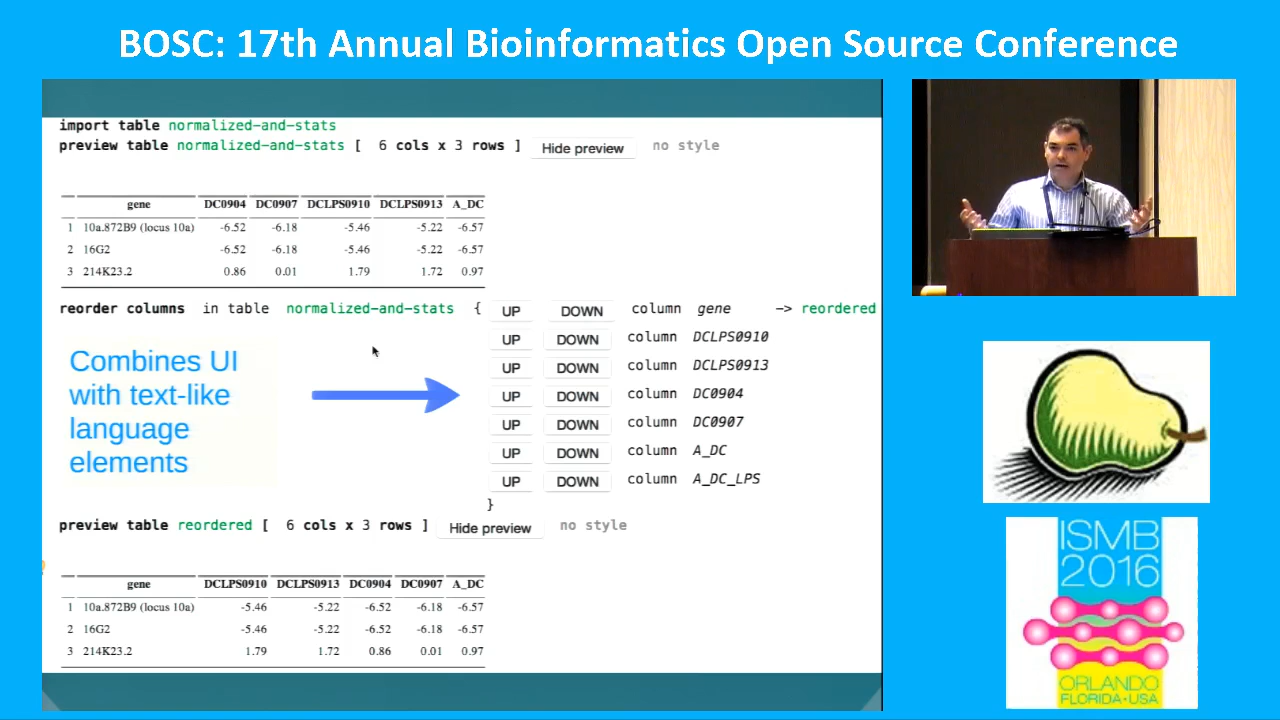 BOSC: 17th Annual Bioinformatics Open Source Conference
import table normalized-and-stats
preview table normalized-and-stats [ 6 cols x 3 rows ] Hide preview no style
gene DC0904 DC0907 DCLPS0910 DCLPS0913 A_DC
1 10a.872B9 (locus 10a) -6.52 -6.18 -5.46 -5.22 -6.57
2 16G2 -6.52 -6.18 -5.46 -5.22 -6.57
3 214K23.2 0.86 0.01 1.79 1.72 0.97
reorder columns in table normalized-and-stats { UP DOWN column gene -> reordered
UP DOWN column DCLPS0910
UP DOWN column DCLPS0913
UP DOWN column DC0904
UP DOWN column DC0907
UP DOWN column A_DC
UP DOWN column A_DC_LPS
}
Combines UI
with text-like
language
elements
preview table reordered [ 6 cols x 3 rows ] Hide preview no style
gene DCLPS0910 DCLPS0913 DC0904 DC0907 A_DC
1 10a.872B9 (locus 10a) -5.46 -5.22 -6.52 -6.18 -6.57
2 16G2 -5.46 -5.22 -6.52 -6.18 -6.57
3 214K23.2 1.79 1.72 0.86 0.01 0.97
ISMB
2016
ORLANDO
FLORIDA•USA